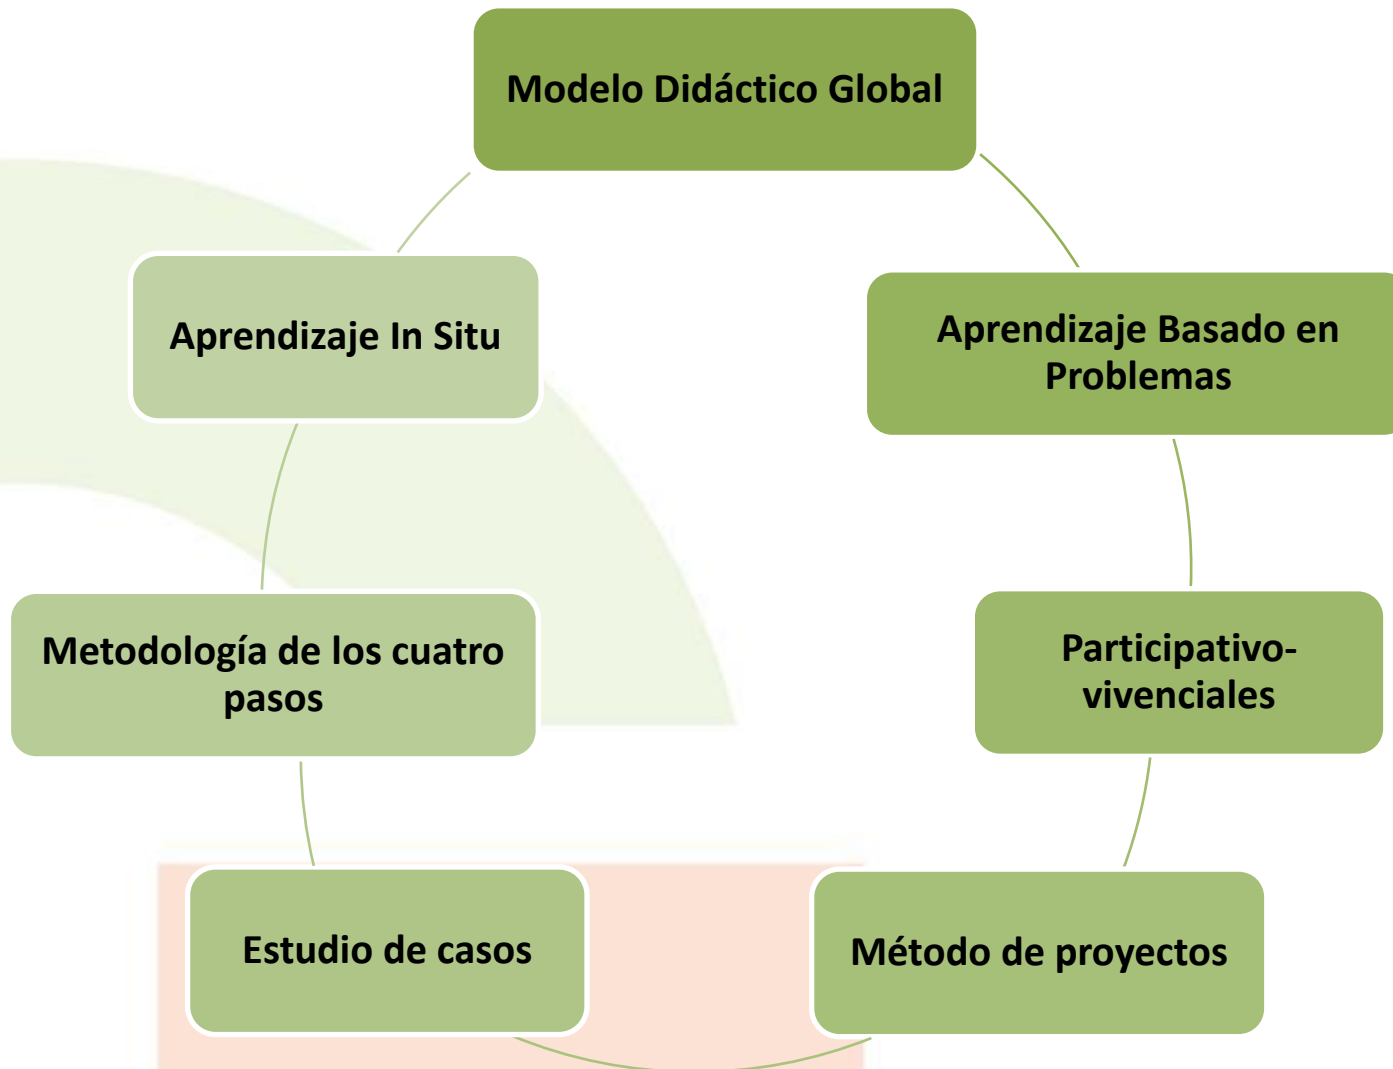 Modelo Didáctico Global
Aprendizaje Basado en
Problemas
Participativo-
vivenciales
Método de proyectos
Estudio de casos
Metodología de los cuatro
pasos
Aprendizaje In Situ